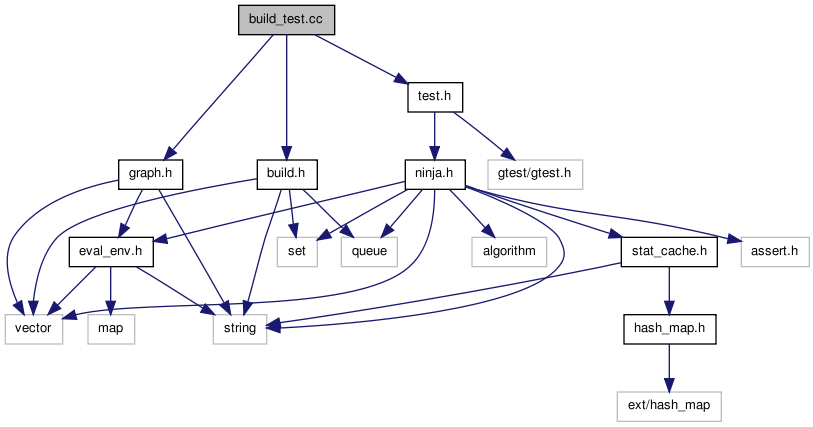 build_test.cc
test.h
graph.h
build.h
ninja.h
gtest/gtest.h
eval_env.h
set
queue
algorithm
stat_cache.h
assert.h
vector
map
string
hash_map.h
ext/hash_map